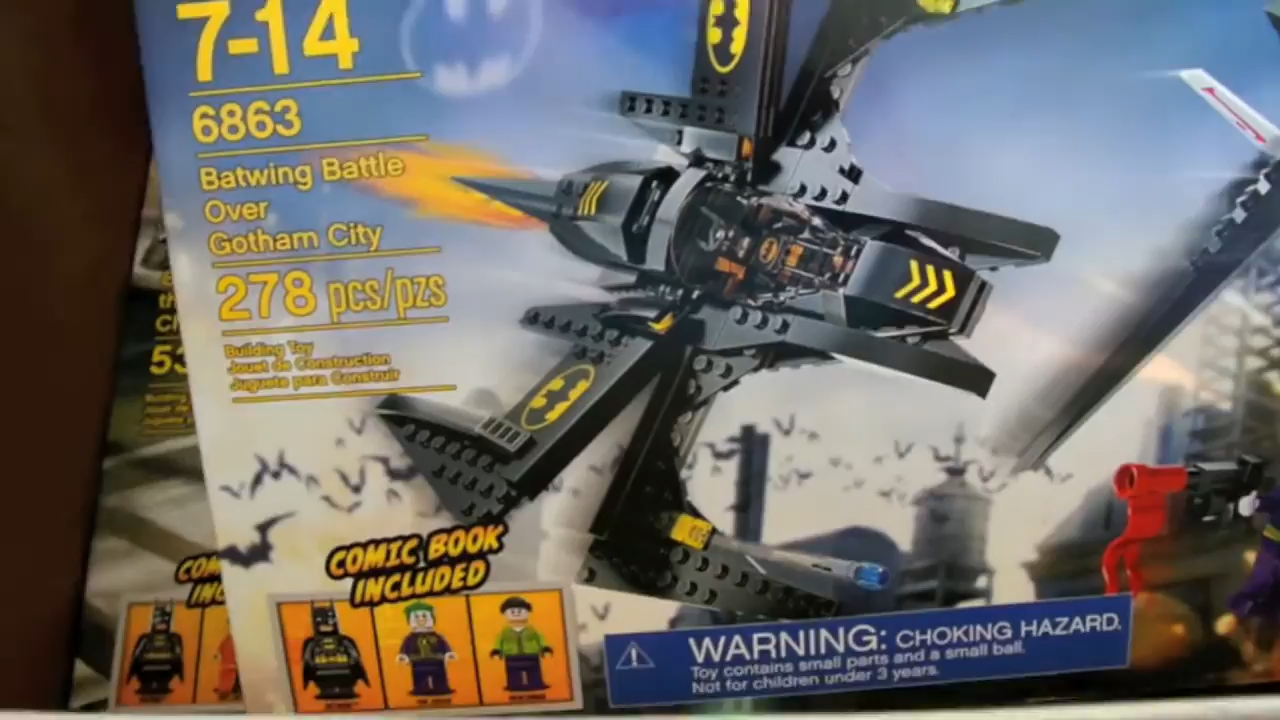 7-14
6863
Batwing Battle
Over
Gotham City
278 pcs/pzs
Building Toy
Jouet de Construction
Juguete para Construir
53
COMIC BOOK
INCLUDED
WARNING: CHOKING HAZARD.
Toy contains small parts and a small ball.
Not for children under 3 years.